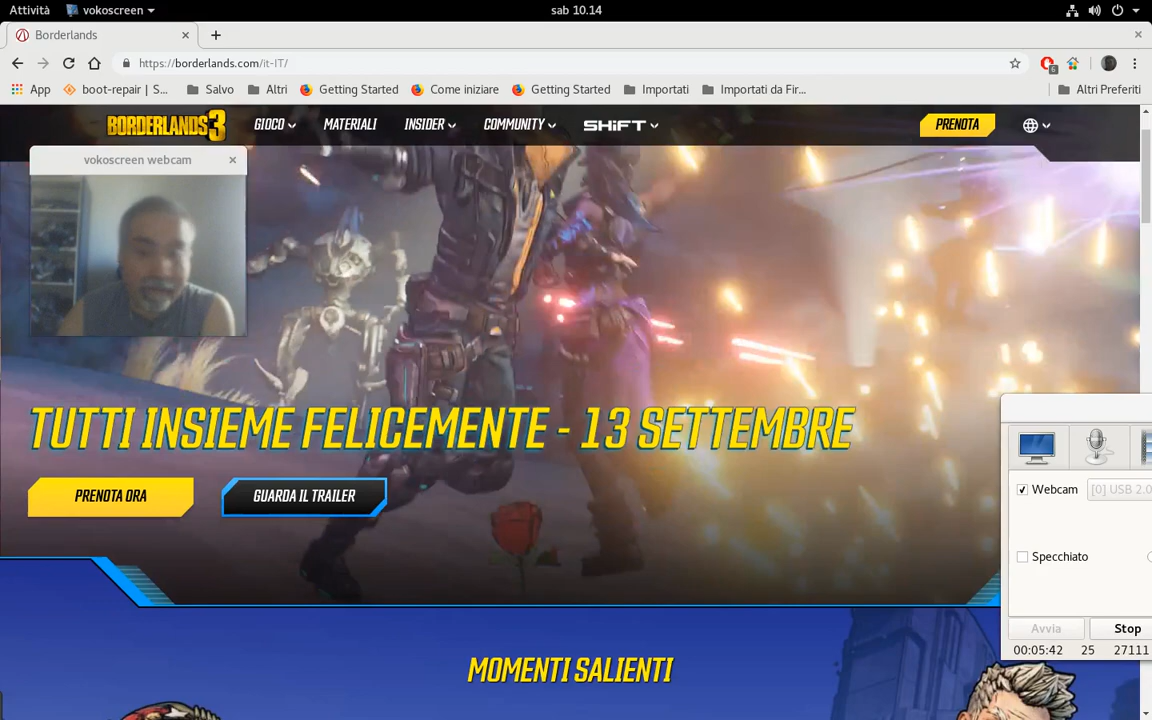 Attività vokoscreen sab 10.14
Borderlands
https://borderlands.com/it-IT/
6
App boot-repair | S... Salvo Altri Getting Started Come iniziare Getting Started Importati Importati da Fir... Altri Preferiti
BORDERLANDS 3 GIOCO MATERIALI INSIDER COMMUNITY SHiFT PRENOTA
vokoscreen webcam
TUTTI INSIEME FELICEMENTE - 13 SETTEMBRE
PRENOTA ORA GUARDA IL TRAILER
Webcam [0] USB 2.0
Specchiato
Avvia Stop
00:05:42 25 27111
MOMENTI SALIENTI